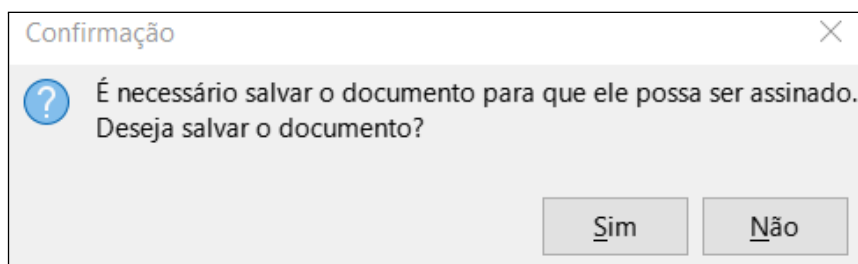 Confirmação
É necessário salvar o documento para que ele possa ser assinado.
Deseja salvar o documento?
Sim
Não